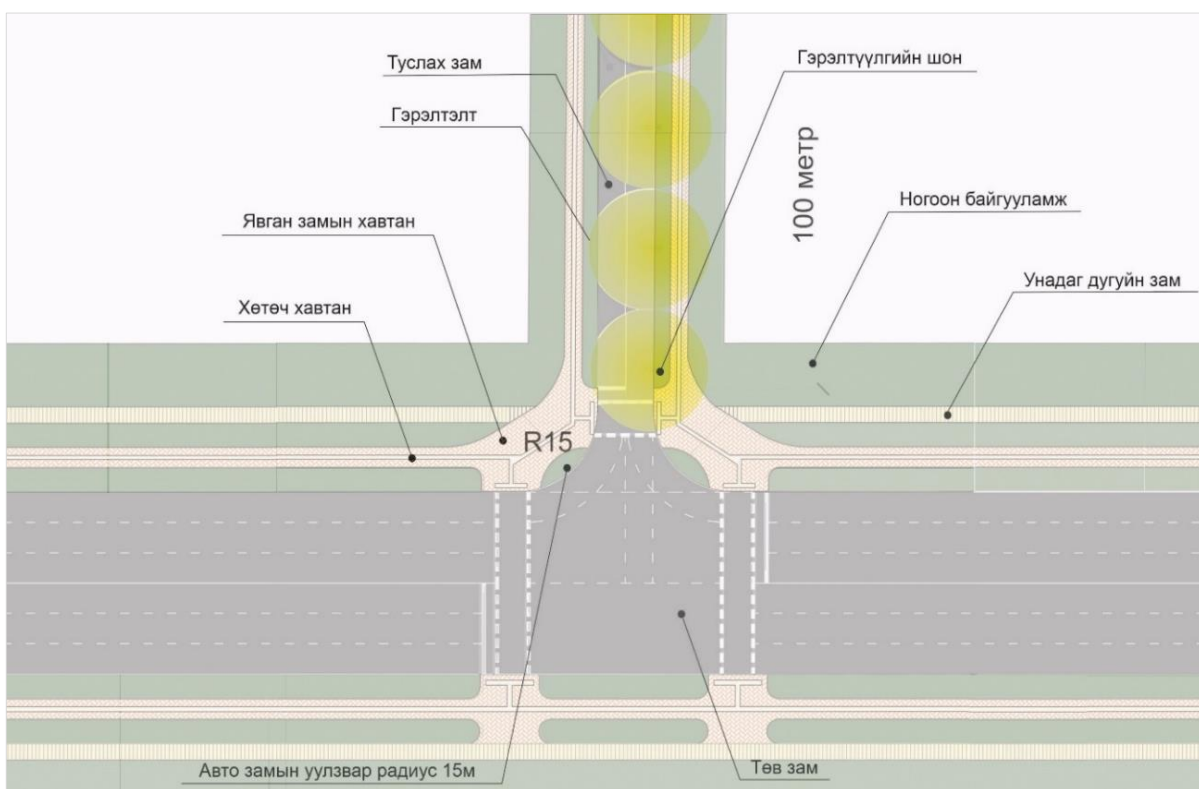 Туслах зам
Гэрэлтүүлгийн шон
Гэрэлтэлт
100 метр
Ногоон байгууламж
Явган замын хавтан
Унадаг дугуйн зам
Хөтөч хавтан
R15
Авто замын уулзвар радиус 15м
Төв зам